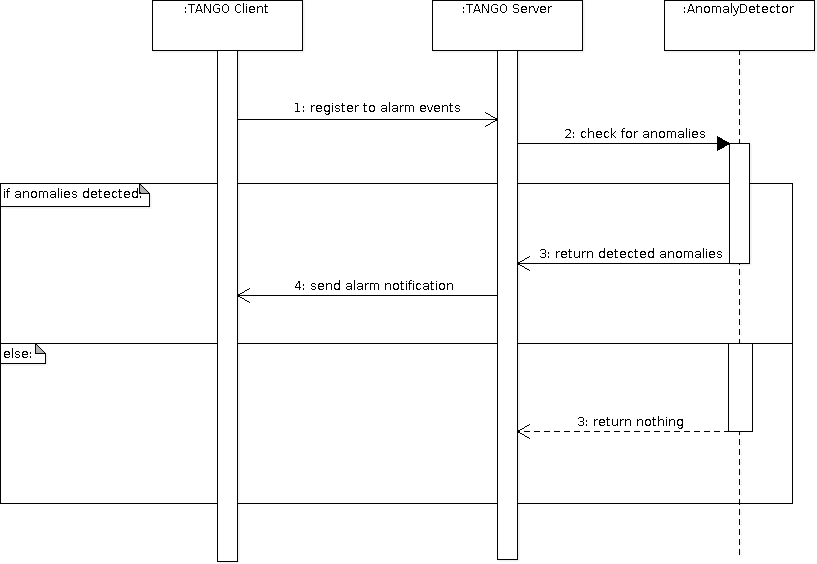 :TANGO Client
:TANGO Server
:AnomalyDetector
1: register to alarm events
2: check for anomalies
if anomalies detected:
3: return detected anomalies
4: send alarm notification
else:
3: return nothing